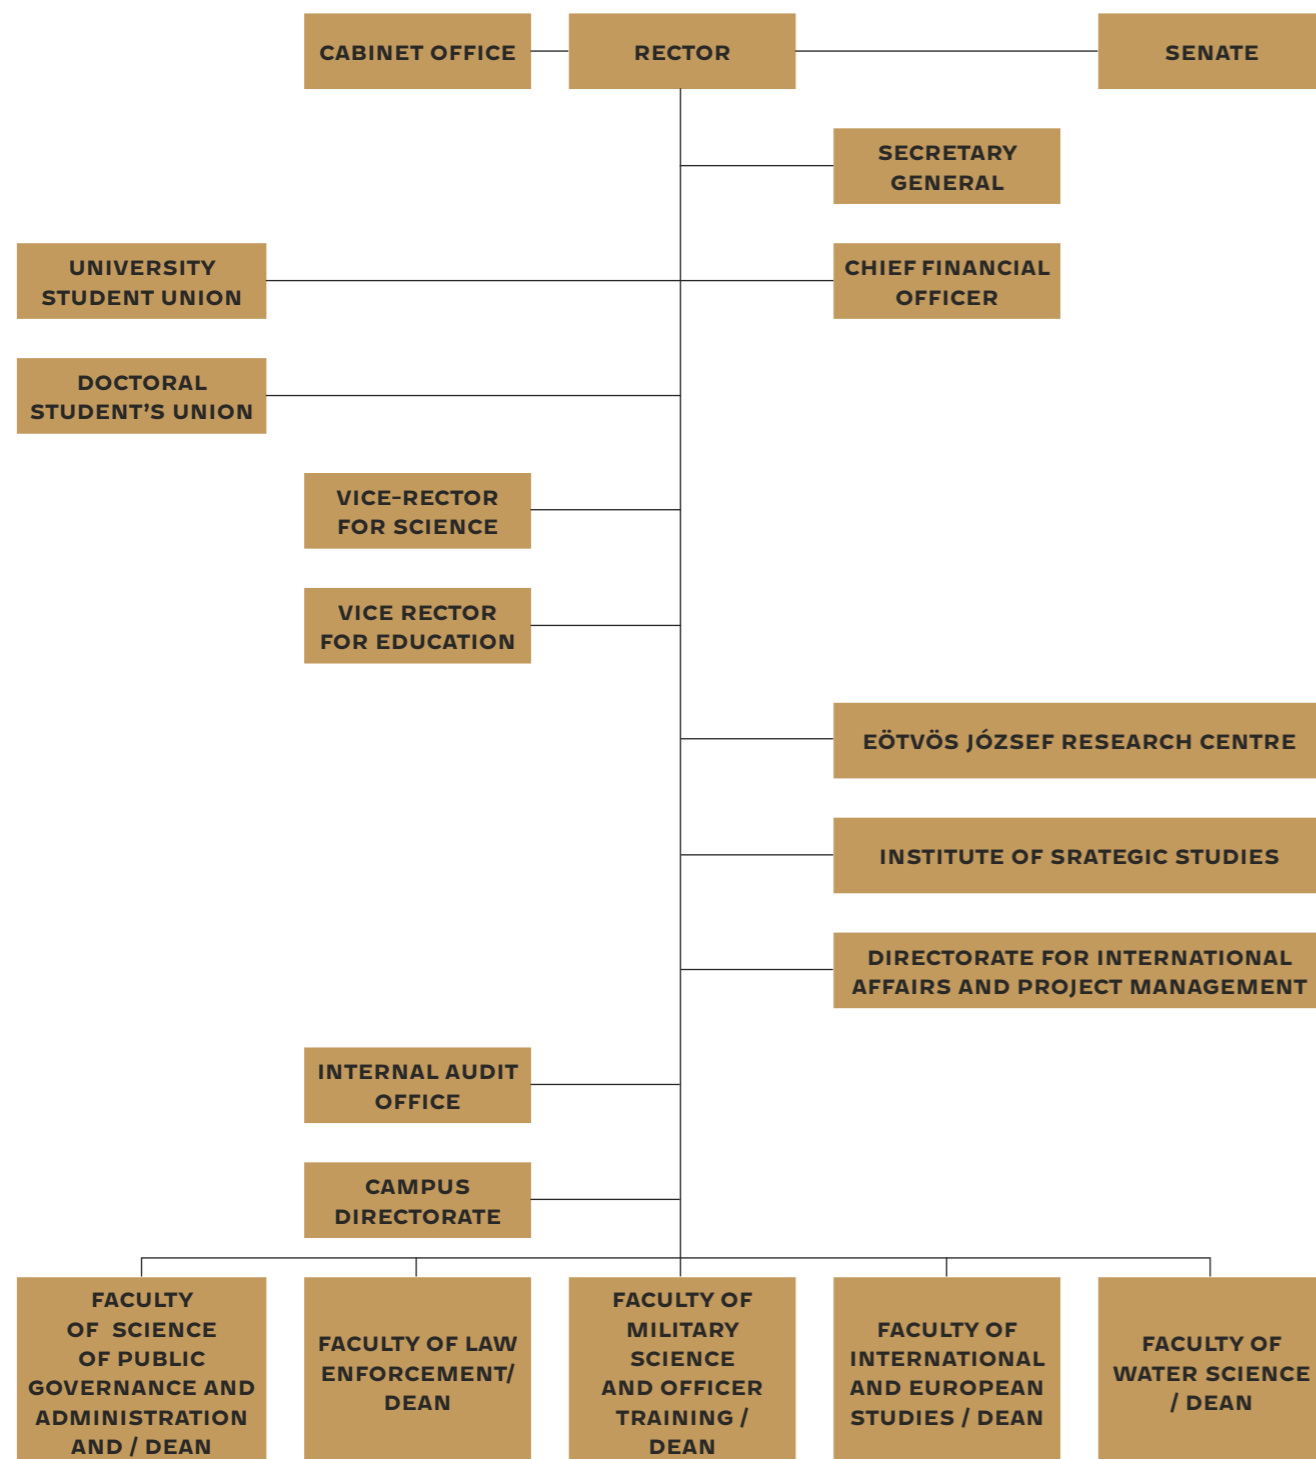 CABINET OFFICE
RECTOR
SENATE
SECRETARY
GENERAL
UNIVERSITY
STUDENT UNION
CHIEF FINANCIAL
OFFICER
DOCTORAL
STUDENT'S UNION
VICE-RECTOR
FOR SCIENCE
VICE RECTOR
FOR EDUCATION
EÖTVÖS JÓZSEF RESEARCH CENTRE
INSTITUTE OF SRATEGIC STUDIES
DIRECTORATE FOR INTERNATIONAL
AFFAIRS AND PROJECT MANAGEMENT
INTERNAL AUDIT
OFFICE
CAMPUS
DIRECTORATE
FACULTY
OF SCIENCE
OF PUBLIC
GOVERNANCE AND
ADMINISTRATION
AND / DEAN
FACULTY OF LAW
ENFORCEMENT/
DEAN
FACULTY OF
MILITARY
SCIENCE
AND OFFICER
TRAINING /
DEAN
FACULTY OF
INTERNATIONAL
AND EUROPEAN
STUDIES / DEAN
FACULTY OF
WATER SCIENCE
/ DEAN